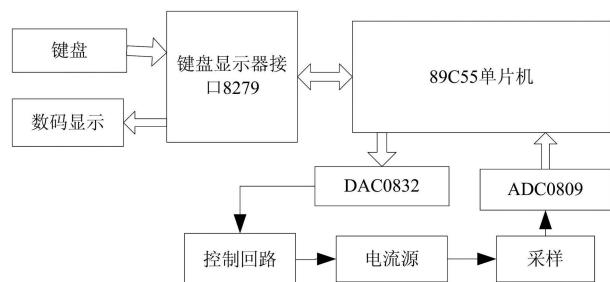 键盘
键盘显示器接
口8279
89C55单片机
数码显示
DAC0832
ADC0809
控制回路
电流源
采样